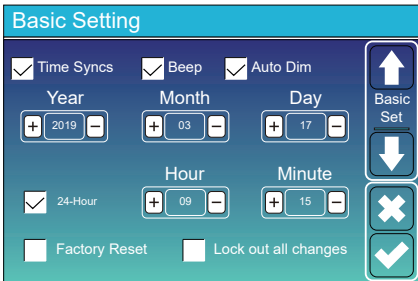 Basic Setting
Time Syncs Beep Auto Dim
Year Month Day
+ 2019 − + 03 − + 17 −
Basic
Set
Hour Minute
24-Hour + 09 − + 15 −
Factory Reset Lock out all changes